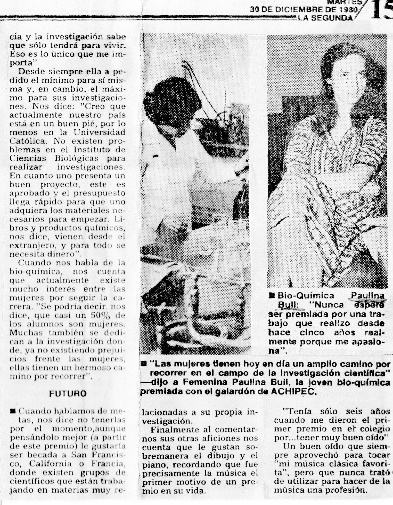 MARTES
30 DE DICIEMBRE DE 1980
LA SEGUNDA
15
cia y la investigación sabe
que sólo tendrá para vivir.
Eso es lo único que me im-
porta"
Desde siempre ella a pe-
dido el mínimo para sí mis-
ma y, en cambio, el máxi-
mo para sus investigacio-
nes. Nos dice: "Creo que
actualmente nuestro país
está en un buen pié, por lo
menos en la Universidad
Católica. No existen pro-
blemas en el Instituto de
Ciencias Biológicas para
realizar investigaciones.
En cuanto uno presenta un
buen proyecto, este es
aprobado y el presupuesto
llega rápido para que uno
adquiera los materiales ne-
cesarios para empezar. Li-
bros y productos químicos,
nos dice, vienen desde el
extranjero, y para todo se
necesita dinero".
Cuando nos habla de la
bio-química, nos cuenta
que actualmente existe
mucho interés entre las
mujeres por seguir la ca-
rrera. "Se podría decir, nos
dice, que casi un 50% de
los alumnos son mujeres.
Muchas también se dedi-
can a la investigación don-
de, ya no existiendo prejui-
cios frente las mujeres,
ellas tienen un hermoso ca-
mino por recorrer".
FUTURO
Cuando hablamos de me-
tas, nos dice no tenerlas
por el momento, aunque
pensándolo mejor (a partir
de este premio) le gustaría
ser becada a San Francis-
co, California o Francia,
donde existen grupos de
científicos que están traba-
jando en materias muy re-
lacionadas a su propia in-
vestigación.
Finalmente al comentar-
nos sus otras aficiones nos
cuenta que le gustan so-
bremanera el dibujo y el
piano, recordando que fue
precisamente la música el
primer motivo de un pre-
mio en su vida.
"Tenía sólo seis años
cuando me dieron el pri-
mer premio en el colegio
por...tener muy buen oído"
Un buen oído que siem-
pre aprovechó para tocar
"mi música clásica favori-
ta", pero que nunca trató
de utilizar para hacer de la
música una profesión.
Bio-Química Paulina
Bull: "Nunca esperé
ser premiada por una tra-
bajo que realizo desde
hace cinco años real-
mente porque me apasio-
na".
"Las mujeres tienen hoy en día un amplio camino por
recorrer en el campo de la investigación científica"
—dijo a Femenina Paulina Bull, la joven bio-química
premiada con el galardón de ACHIPEC.